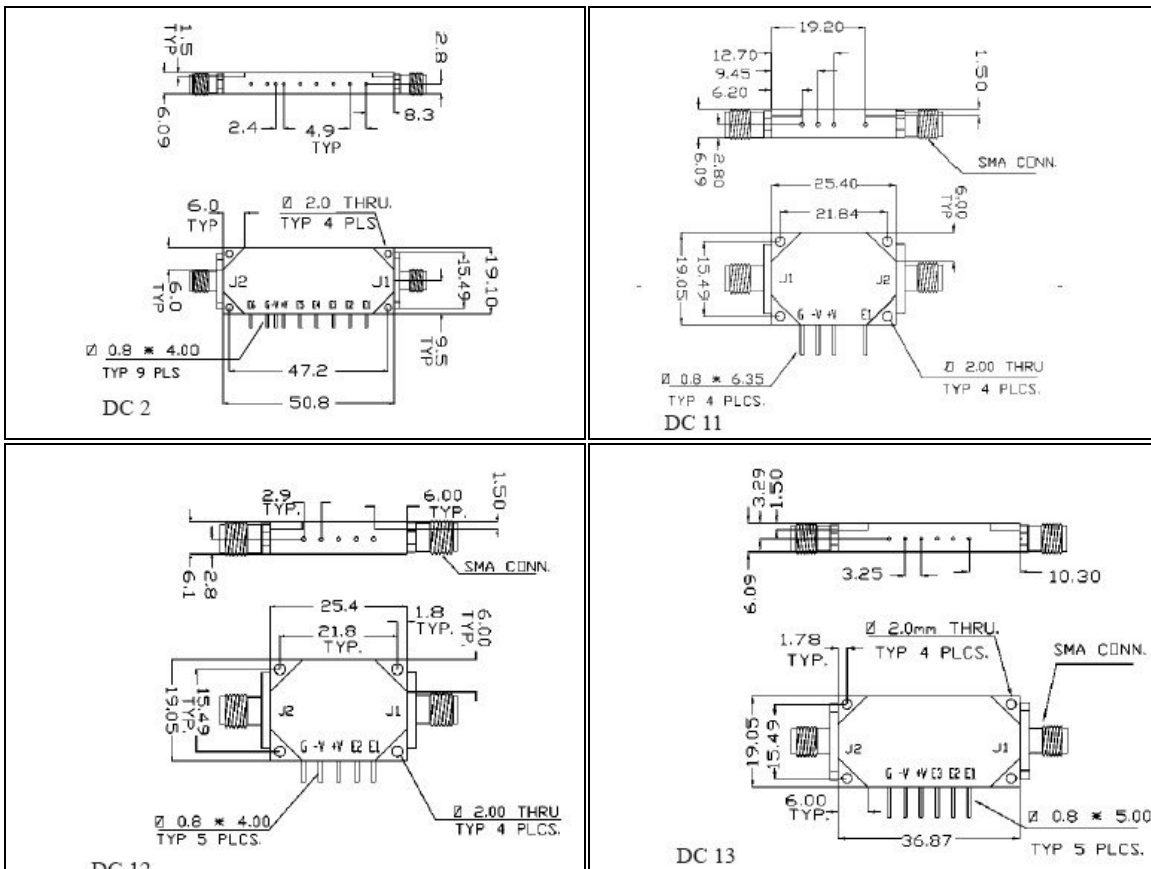 1.5
TYP
2.8
6.09
2.4
4.9
TYP
8.3
6.0
TYP
Ø 2.0 THRU.
TYP 4 PLS
J2
J1
6.0
TYP
15.49
19.10
E6 G -V +V E5 E4 E3 E2 E1
Ø 0.8 * 4.00
TYP 9 PLS
9.5
TYP
47.2
50.8
DC 2
19.20
12.70
9.45
6.20
1.50
2.80
6.09
SMA CONN.
25.40
21.84
6.00
TYP
19.05
15.49
J1
J2
G -V +V E1
Ø 0.8 * 6.35
TYP 4 PLCS.
Ø 2.00 THRU
TYP 4 PLCS.
DC 11
2.9
TYP.
6.00
TYP.
1.50
2.8
6.1
SMA CONN.
25.4
21.8
TYP.
1.8
TYP.
6.00
TYP.
15.49
TYP.
19.05
J2
J1
G -V +V E2 E1
Ø 0.8 * 4.00
TYP 5 PLCS.
Ø 2.00 THRU
TYP 4 PLCS.
3.29
1.50
6.09
3.25
10.30
1.78
TYP.
Ø 2.0mm THRU.
TYP 4 PLCS.
SMA CONN.
19.05
15.49
J2
J1
G -V +V E3 E2 E1
6.00
TYP.
Ø 0.8 * 5.00
TYP 5 PLCS.
36.87
DC 13